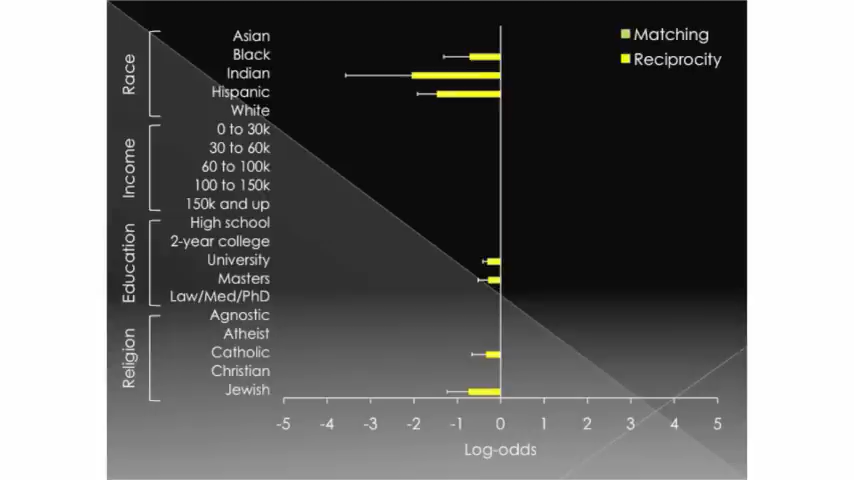 Matching
Reciprocity
Race
Asian
Black
Indian
Hispanic
White
Income
0 to 30k
30 to 60k
60 to 100k
100 to 150k
150k and up
Education
High school
2-year college
University
Masters
Law/Med/PhD
Religion
Agnostic
Atheist
Catholic
Christian
Jewish
-5 -4 -3 -2 -1 0 1 2 3 4 5
Log-odds